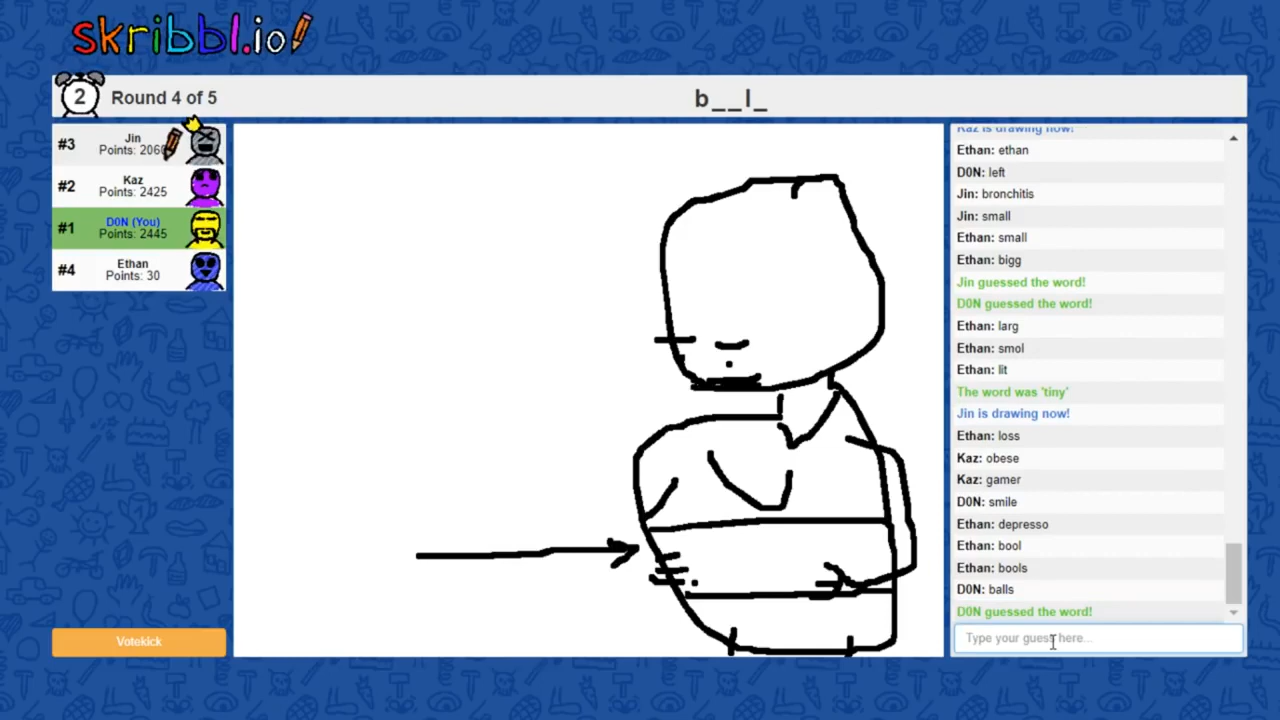 skribbl.io
2
Round 4 of 5
b__l_
#3
Jin
Points: 2060
#2
Kaz
Points: 2425
#1
D0N (You)
Points: 2445
#4
Ethan
Points: 30
Votekick
Kaz is drawing now!
Ethan: ethan
D0N: left
Jin: bronchitis
Jin: small
Ethan: small
Ethan: bigg
Jin guessed the word!
D0N guessed the word!
Ethan: larg
Ethan: smol
Ethan: lit
The word was 'tiny'
Jin is drawing now!
Ethan: loss
Kaz: obese
Kaz: gamer
D0N: smile
Ethan: depresso
Ethan: bool
Ethan: bools
D0N: balls
D0N guessed the word!
Type your guess here...